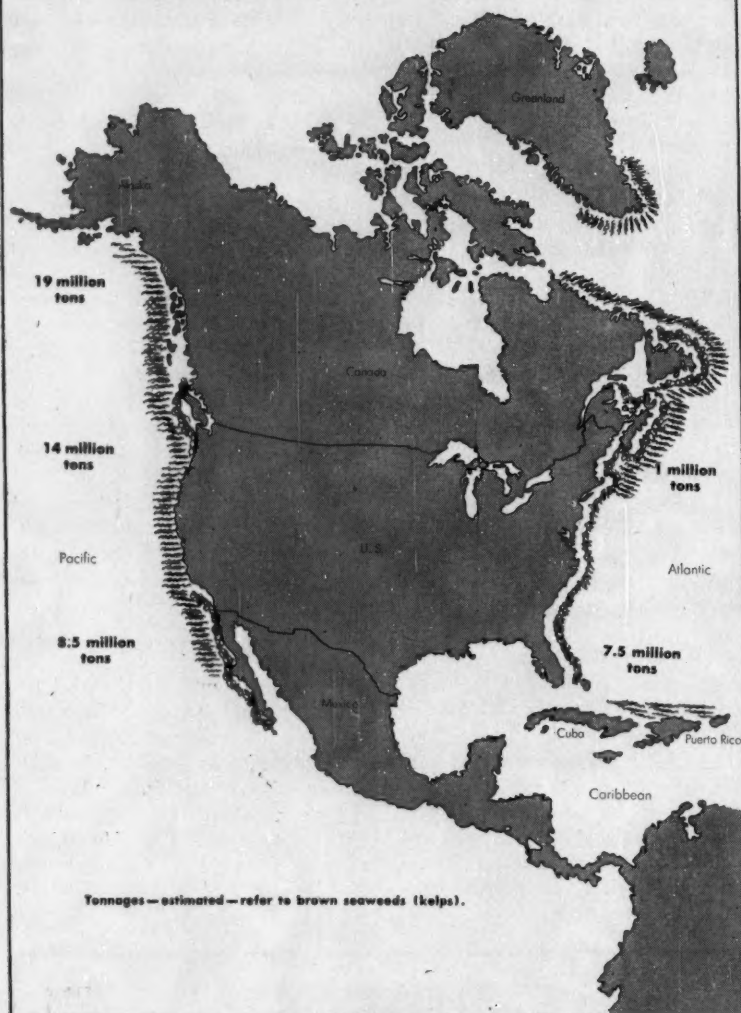 Greenland
Alaska
19 million
tons
Canada
14 million
tons
1 million
tons
Pacific
U. S.
Atlantic
8.5 million
tons
7.5 million
tons
Mexico
Cuba
Puerto Rico
Caribbean
Tonnages—estimated—refer to brown seaweeds (kelps).